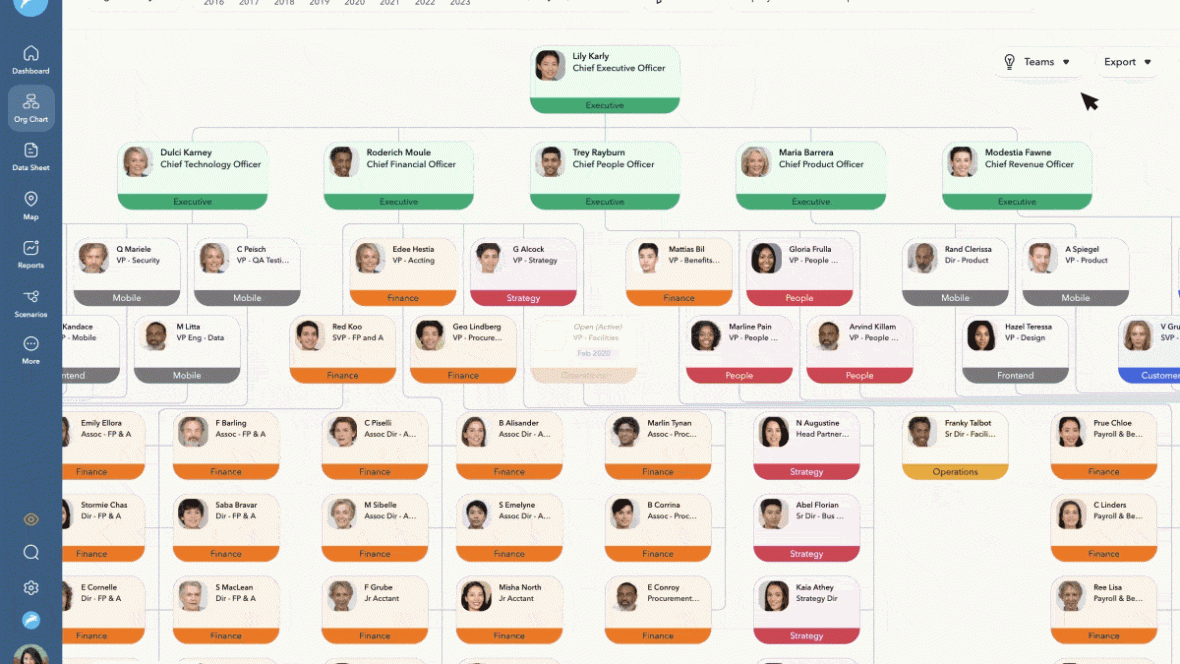 2016 2017 2018 2019 2020 2021 2022 2023
Dashboard
Org Chart
Data Sheet
Map
Reports
Scenarios
More
Teams
Export
Lily Karly
Chief Executive Officer
Executive
Dulci Karney
Chief Technology Officer
Executive
Roderich Moule
Chief Financial Officer
Executive
Trey Rayburn
Chief People Officer
Executive
Maria Barrera
Chief Product Officer
Executive
Modestia Fawne
Chief Revenue Officer
Executive
Q Mariele
VP - Security
Mobile
C Peisch
VP - QA Testi...
Mobile
Edee Hestia
VP - Accting
Finance
G Alcock
VP - Strategy
Strategy
Mattias Bil
VP - Benefits...
Finance
Gloria Frulla
VP - People ...
People
Rand Clerissa
Dir - Product
Mobile
A Spiegel
VP - Product
Mobile
Kandace
P - Mobile
ntend
M Litta
VP Eng - Data
Mobile
Red Koo
SVP - FP and A
Finance
Geo Lindberg
VP - Procure...
Finance
Open (Active)
VP - Facilities
Feb 2020
Operations
Marline Pain
VP - People ...
People
Arvind Killam
VP - People ...
People
Hazel Teressa
VP - Design
Frontend
V Gru
SVP -
Custome
Emily Ellora
Assoc - FP & A
Finance
F Barling
Assoc - FP & A
Finance
C Piselli
Assoc Dir - A...
Finance
B Alisander
Assoc Dir - A...
Finance
Marlin Tynan
Assoc - Proc...
Finance
N Augustine
Head Partner...
Strategy
Franky Talbot
Sr Dir - Facili...
Operations
Prue Chloe
Payroll & Be...
Finance
Stormie Chas
Dir - FP & A
Finance
Saba Bravar
Dir - FP & A
Finance
M Sibelle
Assoc Dir - A...
Finance
S Emelyne
Assoc Dir - A...
Finance
B Corrina
Assoc - Proc...
Finance
Abel Florian
Sr Dir - Bus ...
Strategy
C Linders
Payroll & Be...
Finance
E Cornelle
Dir - FP & A
Finance
S MacLean
Dir - FP & A
Finance
F Grube
Jr Acctant
Finance
Misha North
Jr Acctant
Finance
E Conroy
Procurement...
Finance
Kaia Athey
Strategy Dir
Strategy
Ree Lisa
Payroll & Be...
Finance